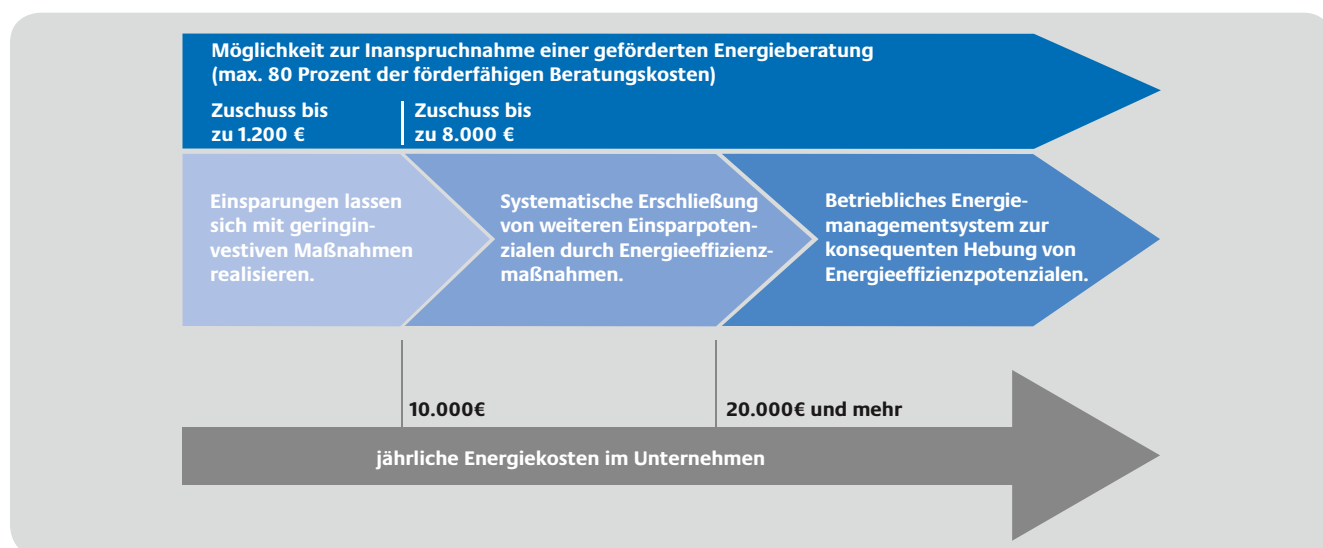 Möglichkeit zur Inanspruchnahme einer geförderten Energieberatung
(max. 80 Prozent der förderfähigen Beratungskosten)
Zuschuss bis
zu 1.200 €
Zuschuss bis
zu 8.000 €
Einsparungen lassen
sich mit geringin-
vestiven Maßnahmen
realisieren.
Systematische Erschließung
von weiteren Einsparpoten-
zialen durch Energieeffizienz-
maßnahmen.
Betriebliches Energie-
managementsystem zur
konsequenten Hebung von
Energieeffizienzpotenzialen.
10.000€
20.000€ und mehr
jährliche Energiekosten im Unternehmen